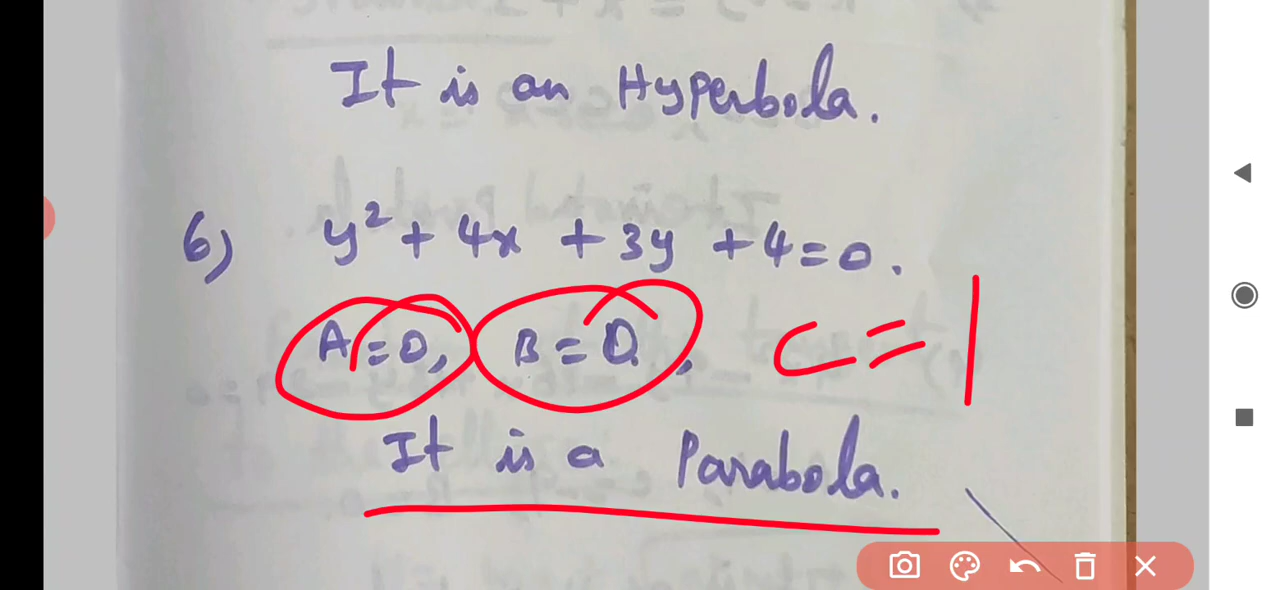 It is an Hyperbola.
6) y² + 4x + 3y + 4 = 0.
A = 0, B = 0, C = 1
It is a Parabola.